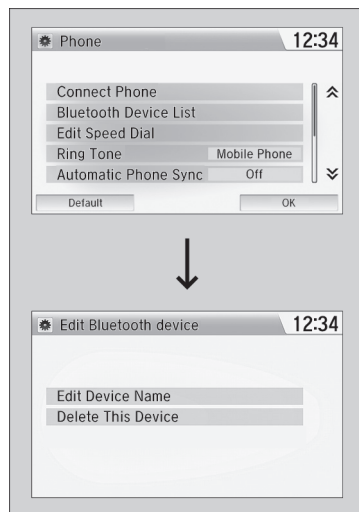 Phone 12:34
Connect Phone
Bluetooth Device List
Edit Speed Dial
Ring Tone Mobile Phone
Automatic Phone Sync Off
Default OK
Edit Bluetooth device 12:34
Edit Device Name
Delete This Device